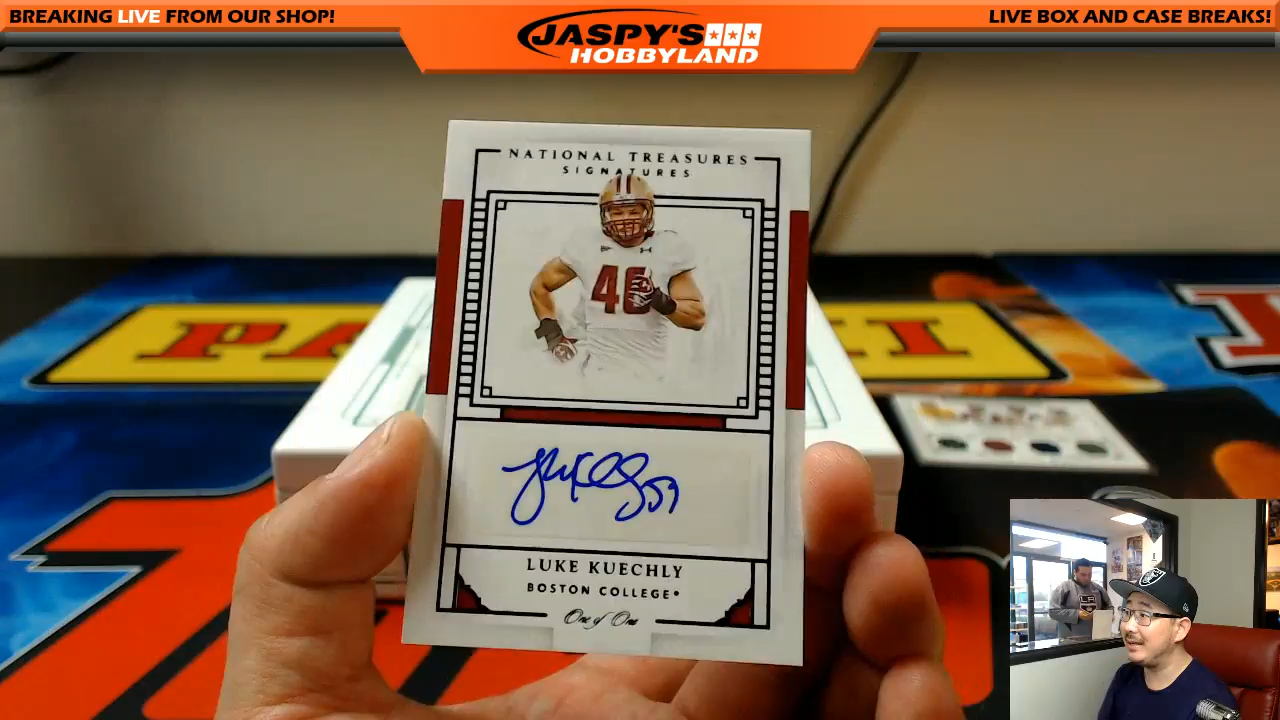 BREAKING LIVE FROM OUR SHOP!
JASPY'S
HOBBYLAND
LIVE BOX AND CASE BREAKS!
NATIONAL TREASURES
SIGNATURES
LUKE KUECHLY
BOSTON COLLEGE
One of One